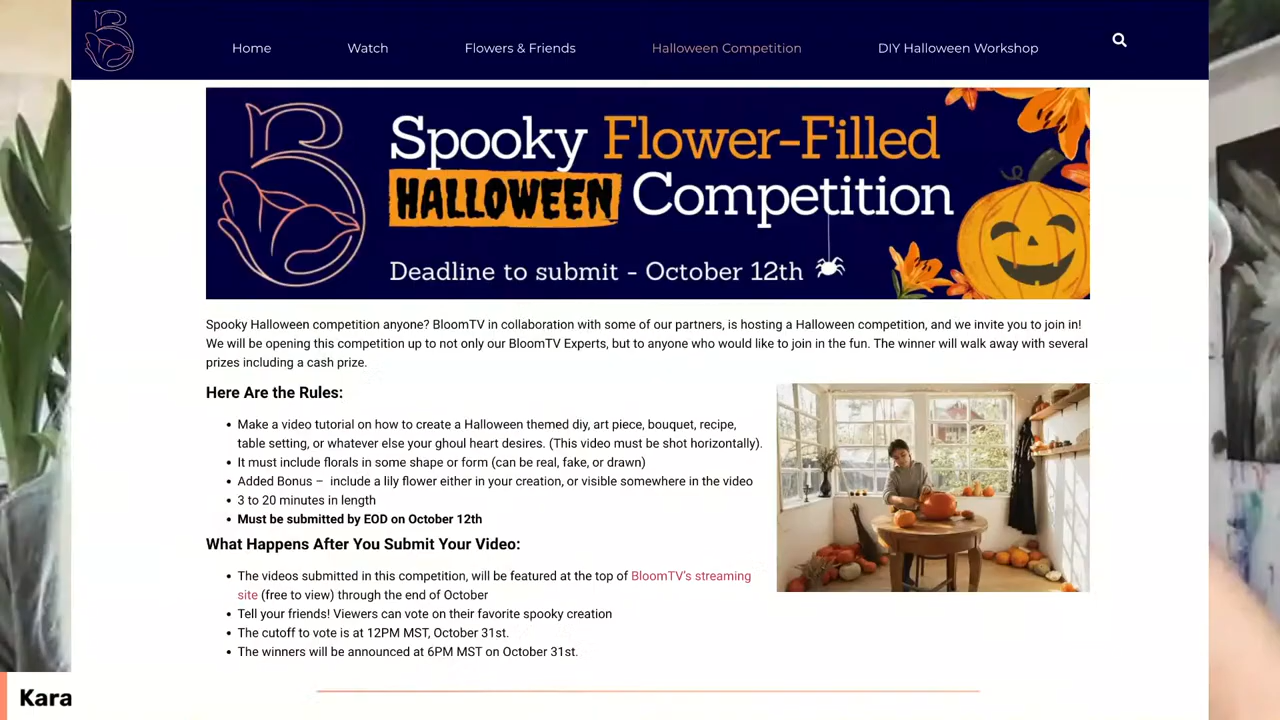 Home Watch Flowers & Friends Halloween Competition DIY Halloween Workshop
Spooky Flower-Filled
HALLOWEEN Competition
Deadline to submit - October 12th
Spooky Halloween competition anyone? BloomTV in collaboration with some of our partners, is hosting a Halloween competition, and we invite you to join in!
We will be opening this competition up to not only our BloomTV Experts, but to anyone who would like to join in the fun. The winner will walk away with several
prizes including a cash prize.
Here Are the Rules:
• Make a video tutorial on how to create a Halloween themed diy, art piece, bouquet, recipe,
table setting, or whatever else your ghoul heart desires. (This video must be shot horizontally).
• It must include florals in some shape or form (can be real, fake, or drawn)
• Added Bonus – include a lily flower either in your creation, or visible somewhere in the video
• 3 to 20 minutes in length
• Must be submitted by EOD on October 12th
What Happens After You Submit Your Video:
• The videos submitted in this competition, will be featured at the top of BloomTV's streaming
site (free to view) through the end of October
• Tell your friends! Viewers can vote on their favorite spooky creation
• The cutoff to vote is at 12PM MST, October 31st.
• The winners will be announced at 6PM MST on October 31st.
Kara